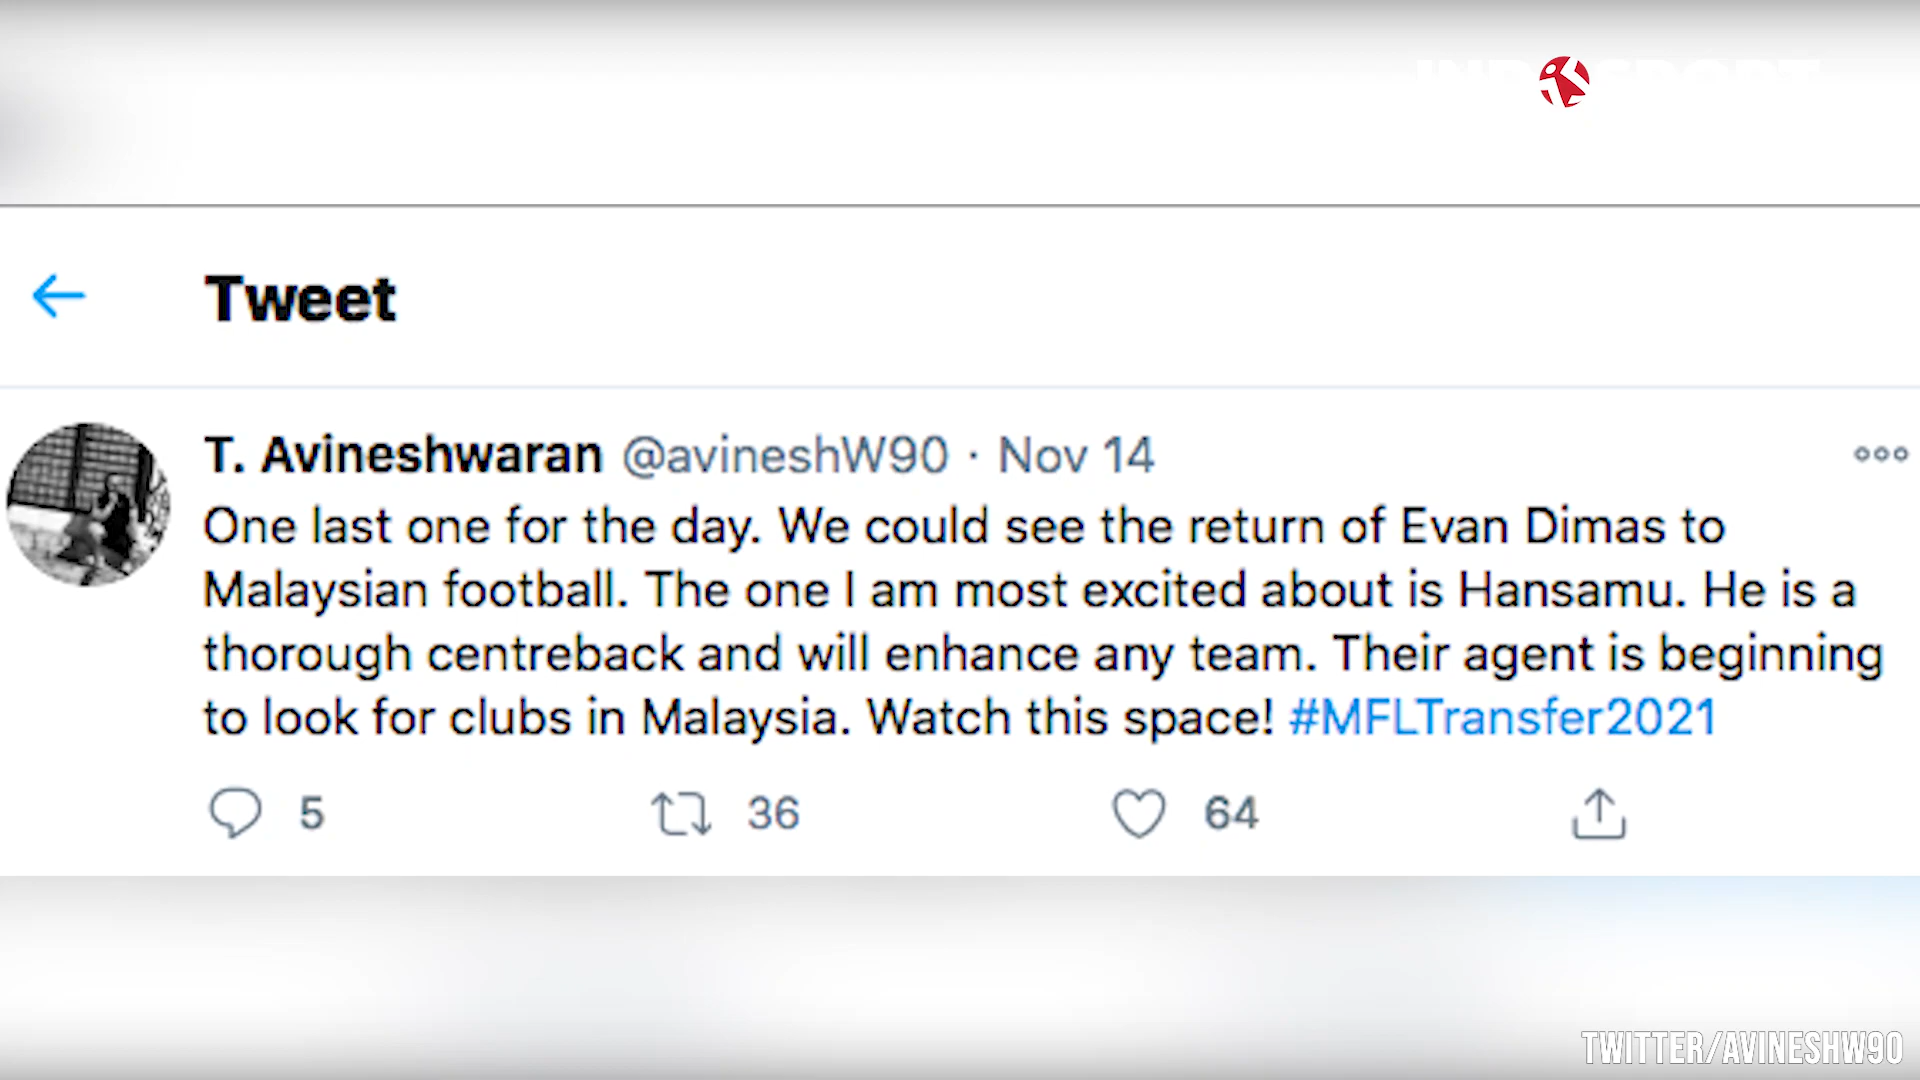 Tweet
T. Avineshwaran @avineshW90 · Nov 14
One last one for the day. We could see the return of Evan Dimas to
Malaysian football. The one I am most excited about is Hansamu. He is a
thorough centreback and will enhance any team. Their agent is beginning
to look for clubs in Malaysia. Watch this space! #MFLTransfer2021
5 36 64
TWITTER/AVINESHW90